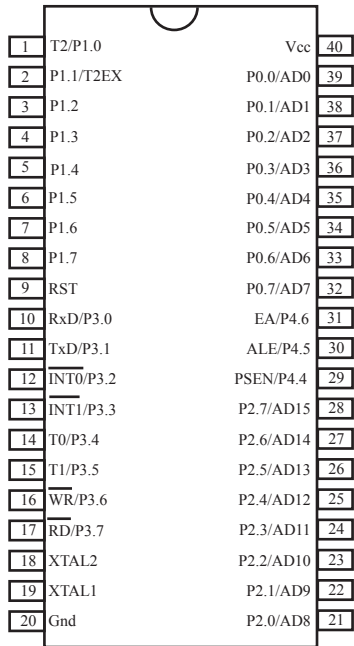 1 T2/P1.0 Vcc 40
2 P1.1/T2EX P0.0/AD0 39
3 P1.2 P0.1/AD1 38
4 P1.3 P0.2/AD2 37
5 P1.4 P0.3/AD3 36
6 P1.5 P0.4/AD4 35
7 P1.6 P0.5/AD5 34
8 P1.7 P0.6/AD6 33
9 RST P0.7/AD7 32
10 RxD/P3.0 EA/P4.6 31
11 TxD/P3.1 ALE/P4.5 30
12 INT0/P3.2 PSEN/P4.4 29
13 INT1/P3.3 P2.7/AD15 28
14 T0/P3.4 P2.6/AD14 27
15 T1/P3.5 P2.5/AD13 26
16 WR/P3.6 P2.4/AD12 25
17 RD/P3.7 P2.3/AD11 24
18 XTAL2 P2.2/AD10 23
19 XTAL1 P2.1/AD9 22
20 Gnd P2.0/AD8 21